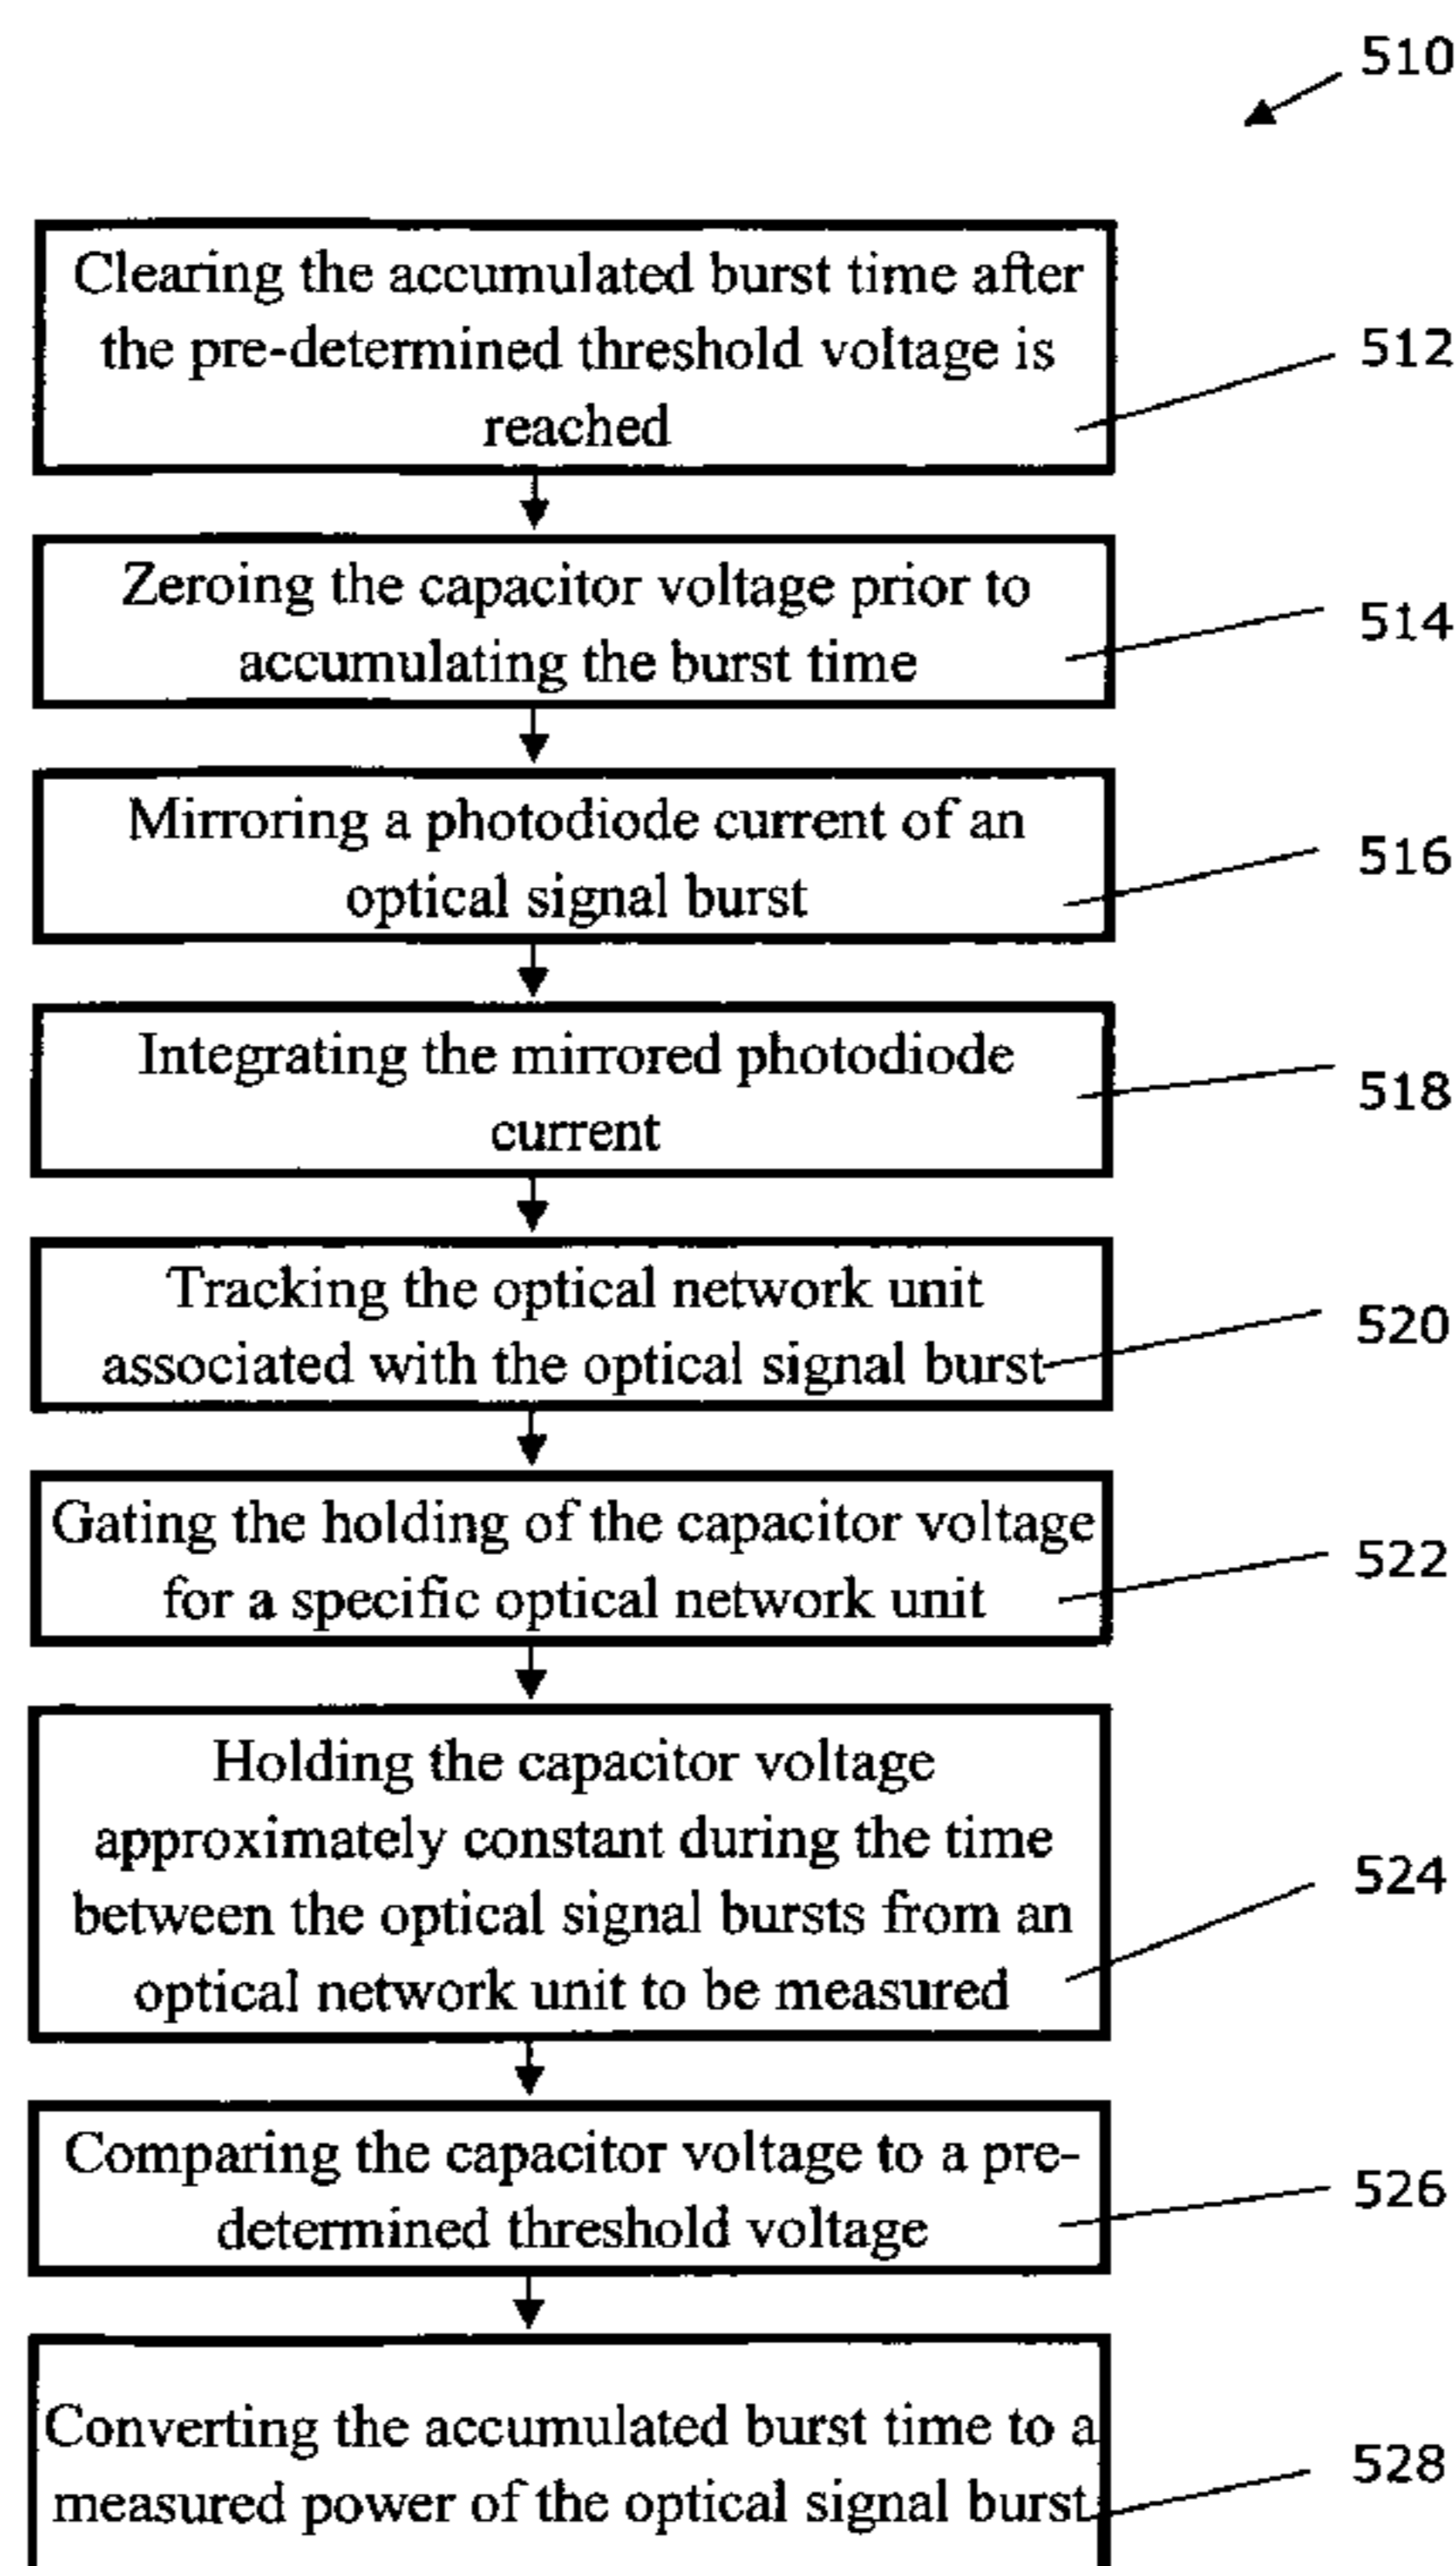 510
Clearing the accumulated burst time after
the pre-determined threshold voltage is
reached
512
Zeroing the capacitor voltage prior to
accumulating the burst time
514
Mirroring a photodiode current of an
optical signal burst
516
Integrating the mirrored photodiode
current
518
Tracking the optical network unit
associated with the optical signal burst
520
Gating the holding of the capacitor voltage
for a specific optical network unit
522
Holding the capacitor voltage
approximately constant during the time
between the optical signal bursts from an
optical network unit to be measured
524
Comparing the capacitor voltage to a pre-
determined threshold voltage
526
Converting the accumulated burst time to a
measured power of the optical signal burst
528